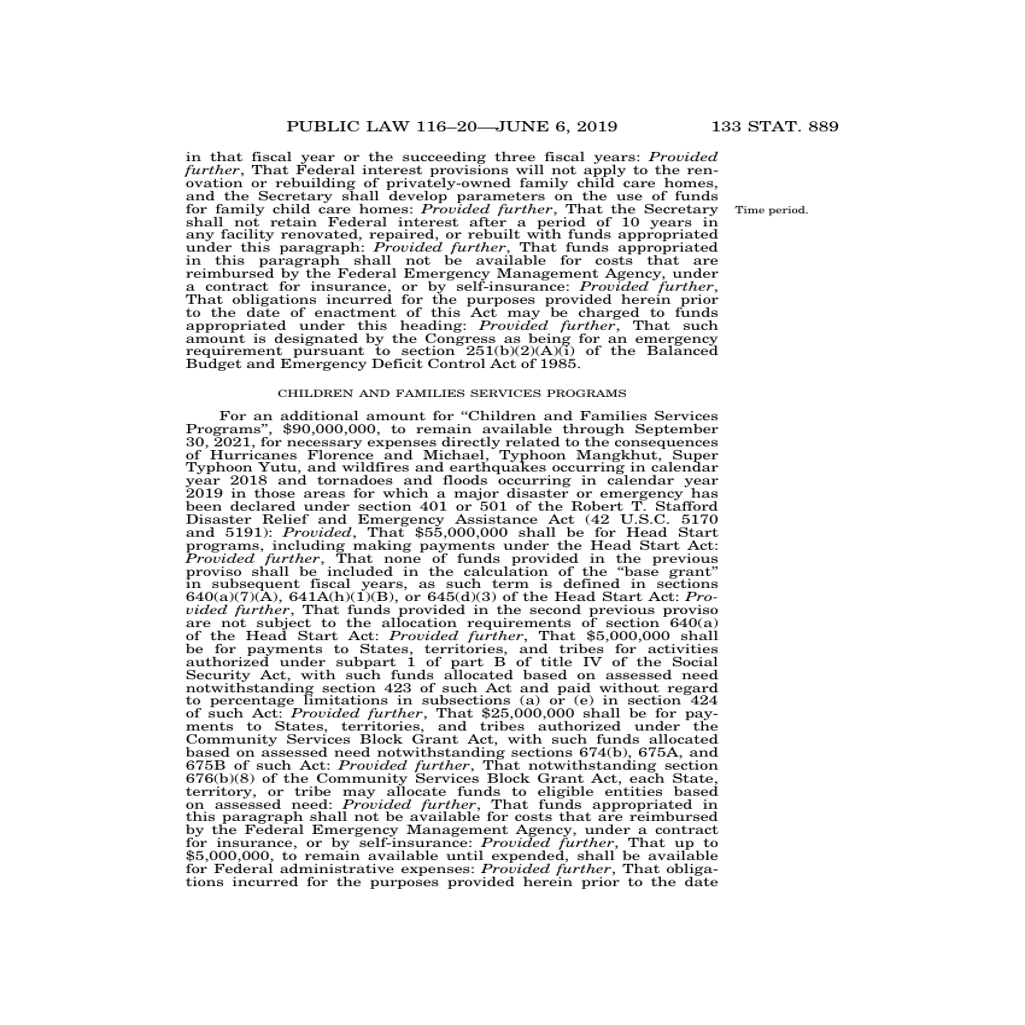 PUBLIC LAW 116–20—JUNE 6, 2019 133 STAT. 889
in that fiscal year or the succeeding three fiscal years: Provided
further, That Federal interest provisions will not apply to the ren-
ovation or rebuilding of privately-owned family child care homes,
and the Secretary shall develop parameters on the use of funds
for family child care homes: Provided further, That the Secretary
shall not retain Federal interest after a period of 10 years in
any facility renovated, repaired, or rebuilt with funds appropriated
under this paragraph: Provided further, That funds appropriated
in this paragraph shall not be available for costs that are
reimbursed by the Federal Emergency Management Agency, under
a contract for insurance, or by self-insurance: Provided further,
That obligations incurred for the purposes provided herein prior
to the date of enactment of this Act may be charged to funds
appropriated under this heading: Provided further, That such
amount is designated by the Congress as being for an emergency
requirement pursuant to section 251(b)(2)(A)(i) of the Balanced
Budget and Emergency Deficit Control Act of 1985.
Time period.
CHILDREN AND FAMILIES SERVICES PROGRAMS
For an additional amount for “Children and Families Services
Programs”, $90,000,000, to remain available through September
30, 2021, for necessary expenses directly related to the consequences
of Hurricanes Florence and Michael, Typhoon Mangkhut, Super
Typhoon Yutu, and wildfires and earthquakes occurring in calendar
year 2018 and tornadoes and floods occurring in calendar year
2019 in those areas for which a major disaster or emergency has
been declared under section 401 or 501 of the Robert T. Stafford
Disaster Relief and Emergency Assistance Act (42 U.S.C. 5170
and 5191): Provided, That $55,000,000 shall be for Head Start
programs, including making payments under the Head Start Act:
Provided further, That none of funds provided in the previous
proviso shall be included in the calculation of the “base grant”
in subsequent fiscal years, as such term is defined in sections
640(a)(7)(A), 641A(h)(1)(B), or 645(d)(3) of the Head Start Act: Pro-
vided further, That funds provided in the second previous proviso
are not subject to the allocation requirements of section 640(a)
of the Head Start Act: Provided further, That $5,000,000 shall
be for payments to States, territories, and tribes for activities
authorized under subpart 1 of part B of title IV of the Social
Security Act, with such funds allocated based on assessed need
notwithstanding section 423 of such Act and paid without regard
to percentage limitations in subsections (a) or (e) in section 424
of such Act: Provided further, That $25,000,000 shall be for pay-
ments to States, territories, and tribes authorized under the
Community Services Block Grant Act, with such funds allocated
based on assessed need notwithstanding sections 674(b), 675A, and
675B of such Act: Provided further, That notwithstanding section
676(b)(8) of the Community Services Block Grant Act, each State,
territory, or tribe may allocate funds to eligible entities based
on assessed need: Provided further, That funds appropriated in
this paragraph shall not be available for costs that are reimbursed
by the Federal Emergency Management Agency, under a contract
for insurance, or by self-insurance: Provided further, That up to
$5,000,000, to remain available until expended, shall be available
for Federal administrative expenses: Provided further, That obliga-
tions incurred for the purposes provided herein prior to the date